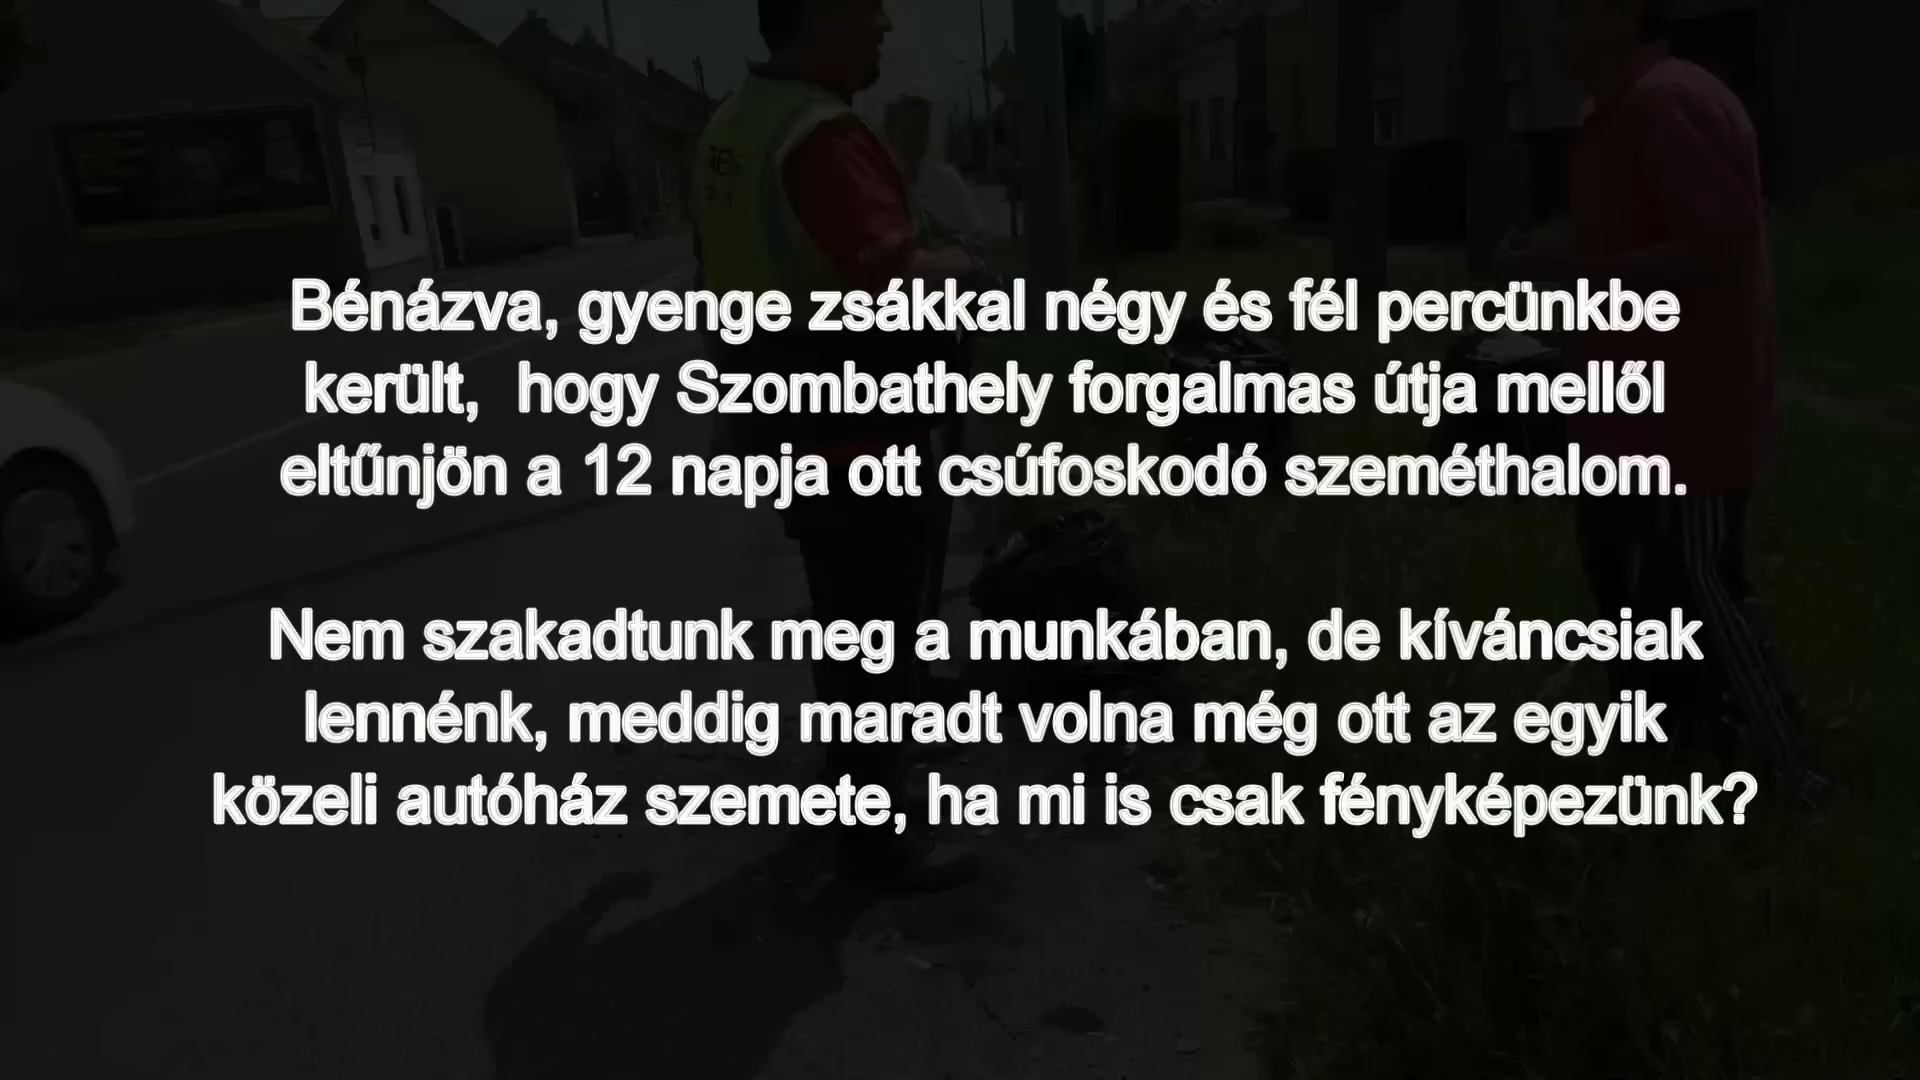 Bénázva, gyenge zsákkal négy és fél percünkbe
került,  hogy Szombathely forgalmas útja mellől
eltűnjön a 12 napja ott csúfoskodó szeméthalom.
Nem szakadtunk meg a munkában, de kíváncsiak
lennénk, meddig maradt volna még ott az egyik
közeli autóház szemete, ha mi is csak fényképezünk?